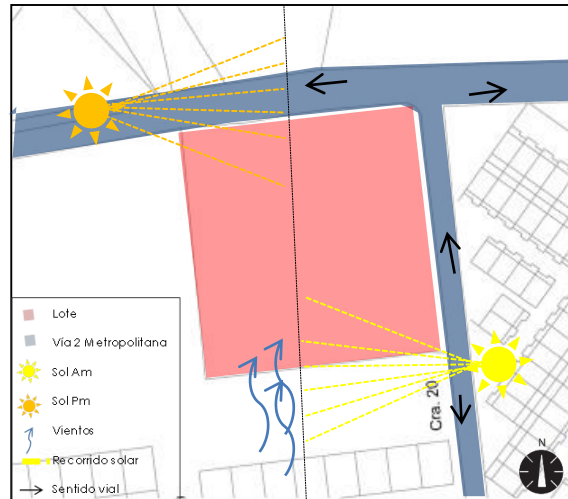 Cra. 20
Lote
Vía 2 Metropolitana
Sol Am
Sol Pm
Vientos
Recorrido solar
Sentido vial
N